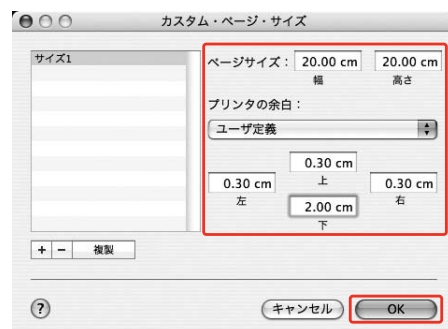 カスタム・ページ・サイズ
サイズ1
ページサイズ： 20.00 cm 20.00 cm
幅 高さ
プリンタの余白：
ユーザ定義
0.30 cm
上
0.30 cm 0.30 cm
左 右
2.00 cm
下
+ − 複製
? キャンセル OK